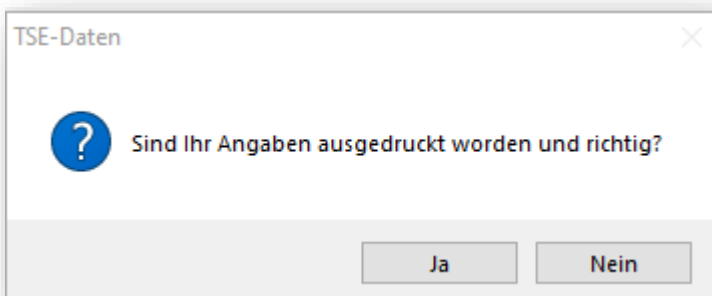 TSE-Daten
Sind Ihr Angaben ausgedruckt worden und richtig?
Ja
Nein